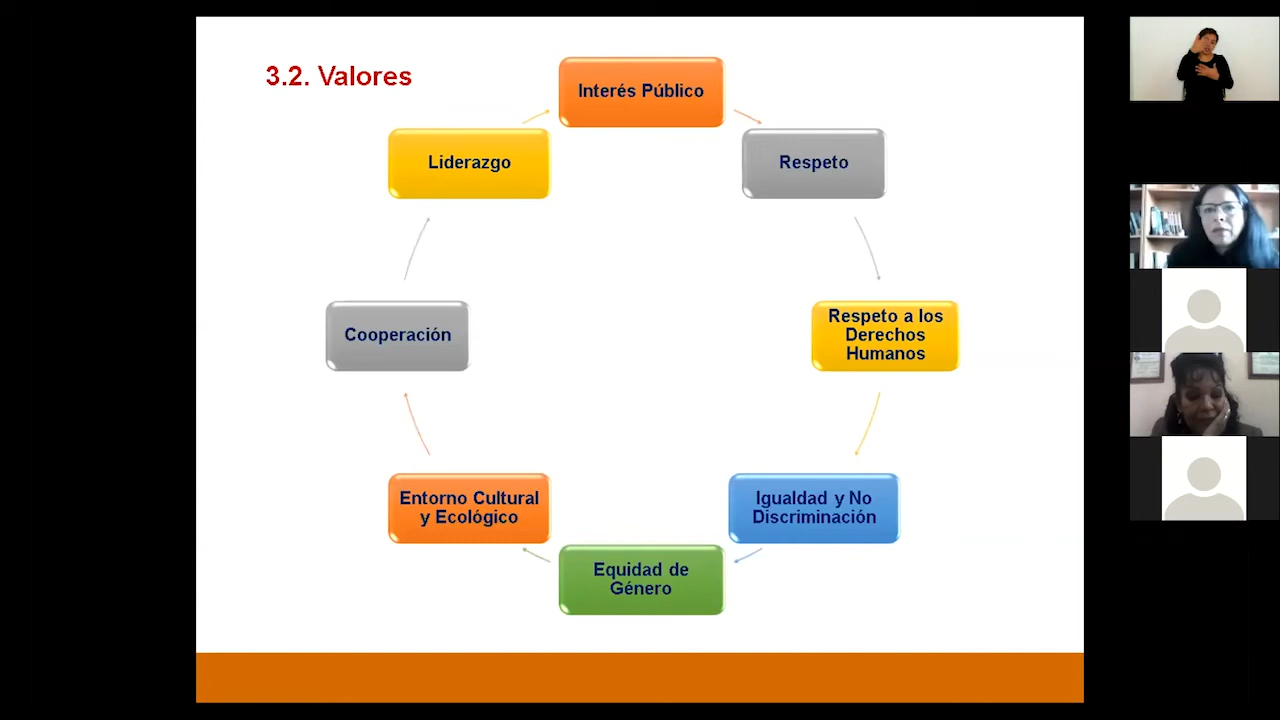 3.2. Valores
Interés Público
Respeto
Respeto a los
Derechos
Humanos
Igualdad y No
Discriminación
Equidad de
Género
Entorno Cultural
y Ecológico
Cooperación
Liderazgo